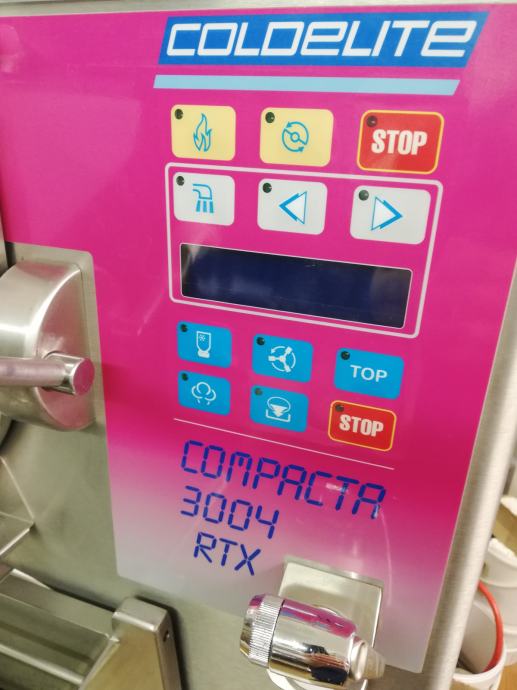 COLDELITE
STOP
TOP
STOP
COMPACTA
3004
RTX